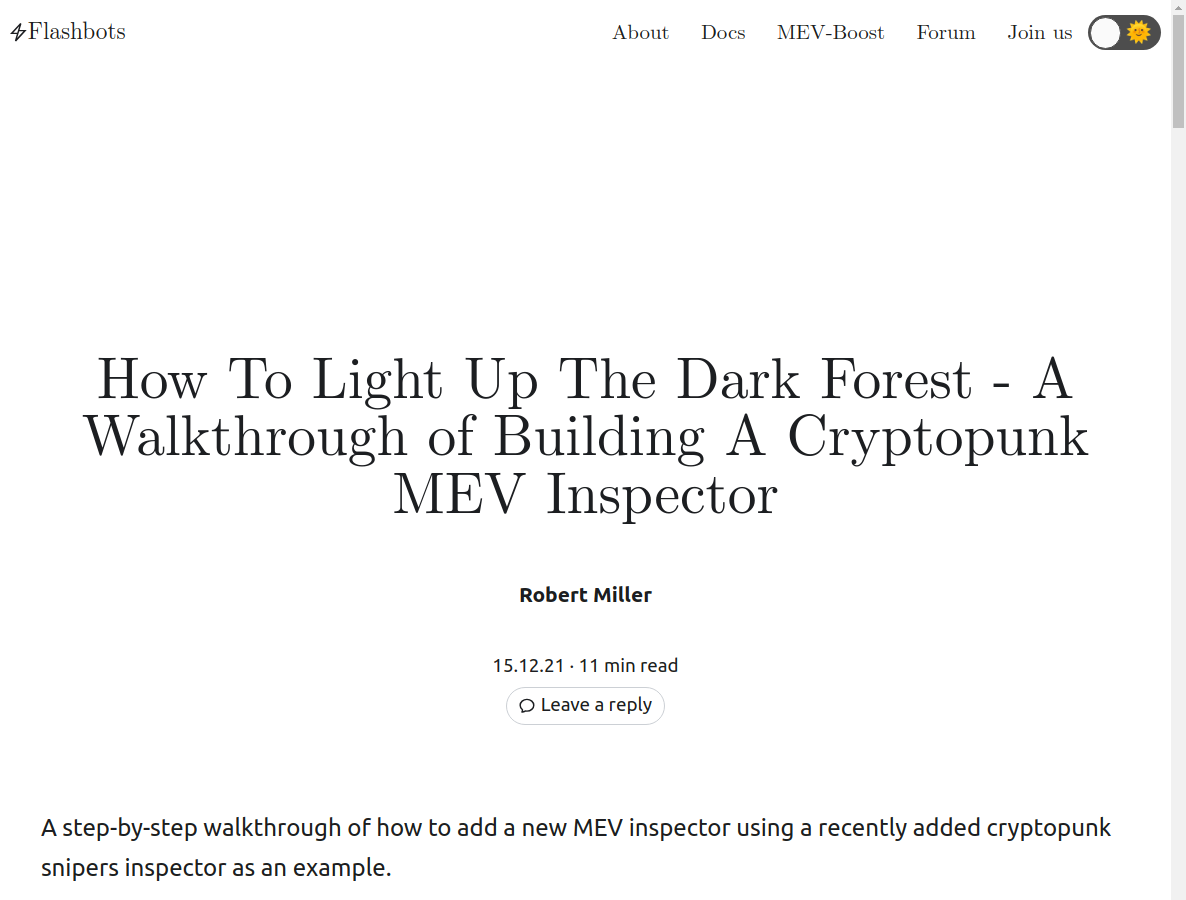 Flashbots
About Docs MEV-Boost Forum Join us
How To Light Up The Dark Forest - A
Walkthrough of Building A Cryptopunk
MEV Inspector
Robert Miller
15.12.21 · 11 min read
Leave a reply
A step-by-step walkthrough of how to add a new MEV inspector using a recently added cryptopunk
snipers inspector as an example.